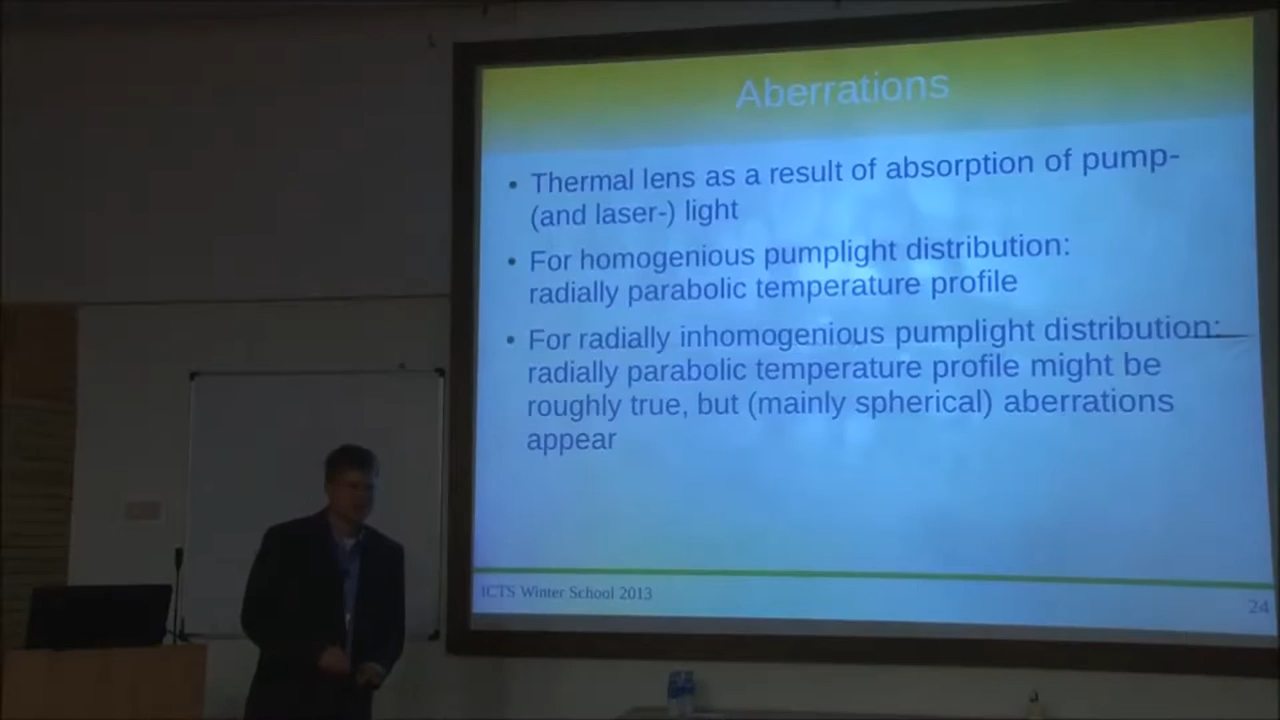 Aberrations
• Thermal lens as a result of absorption of pump-
(and laser-) light
• For homogenious pumplight distribution:
radially parabolic temperature profile
• For radially inhomogenious pumplight distribution:
radially parabolic temperature profile might be
roughly true, but (mainly spherical) aberrations
appear
ICTS Winter School 2013
24